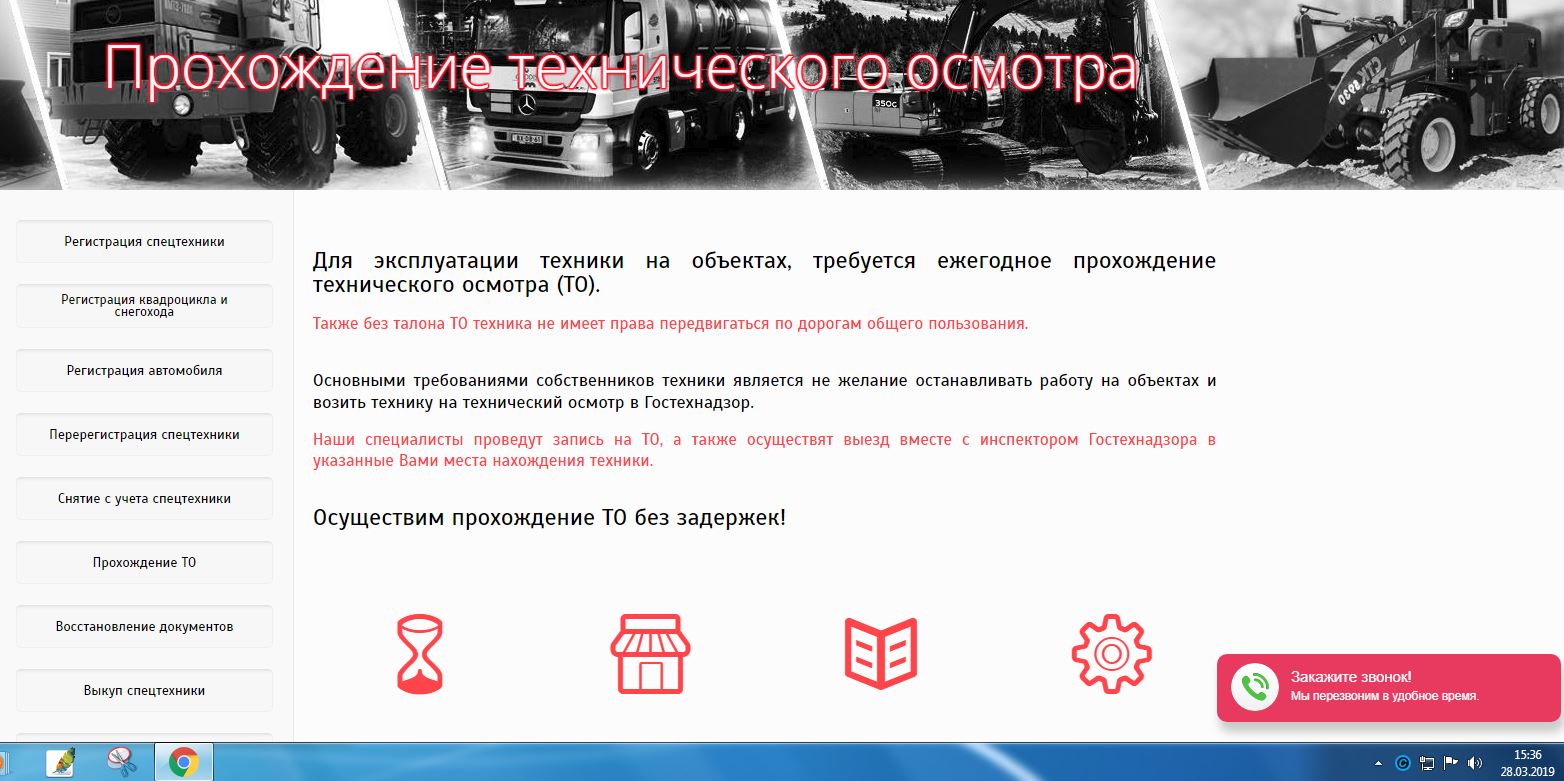 Прохождение технического осмотра
350C
Регистрация спецтехники
Регистрация квадроцикла и
снегохода
Регистрация автомобиля
Перерегистрация спецтехники
Снятие с учета спецтехники
Прохождение ТО
Восстановление документов
Выкуп спецтехники
Для эксплуатации техники на объектах, требуется ежегодное прохождение
технического осмотра (ТО).
Также без талона ТО техника не имеет права передвигаться по дорогам общего пользования.
Основными требованиями собственников техники является не желание останавливать работу на объектах и
возить технику на технический осмотр в Гостехнадзор.
Наши специалисты проведут запись на ТО, а также осуществят выезд вместе с инспектором Гостехнадзора в
указанные Вами места нахождения техники.
Осуществим прохождение ТО без задержек!
Закажите звонок!
Мы перезвоним в удобное время.
15:36
28.03.2019